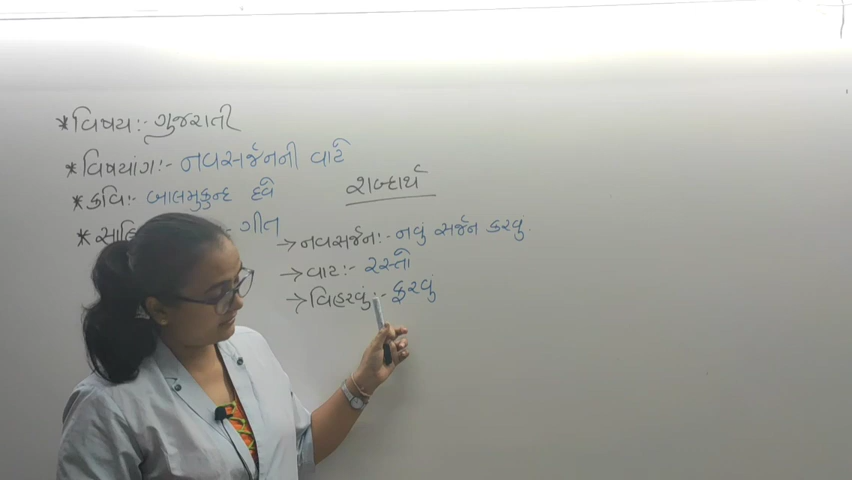 *વિષય:- ગુજરાતી
*વિષયાંગ:- નવસર્જનની વાટે
*કવિ:- બાલમુકુન્દ દવે
* - ગીત
શબ્દાર્થ
→નવસર્જન:- નવું સર્જન કરવુ.
→વાટ:- રસ્તો
→વિહરવું:- ફરવું